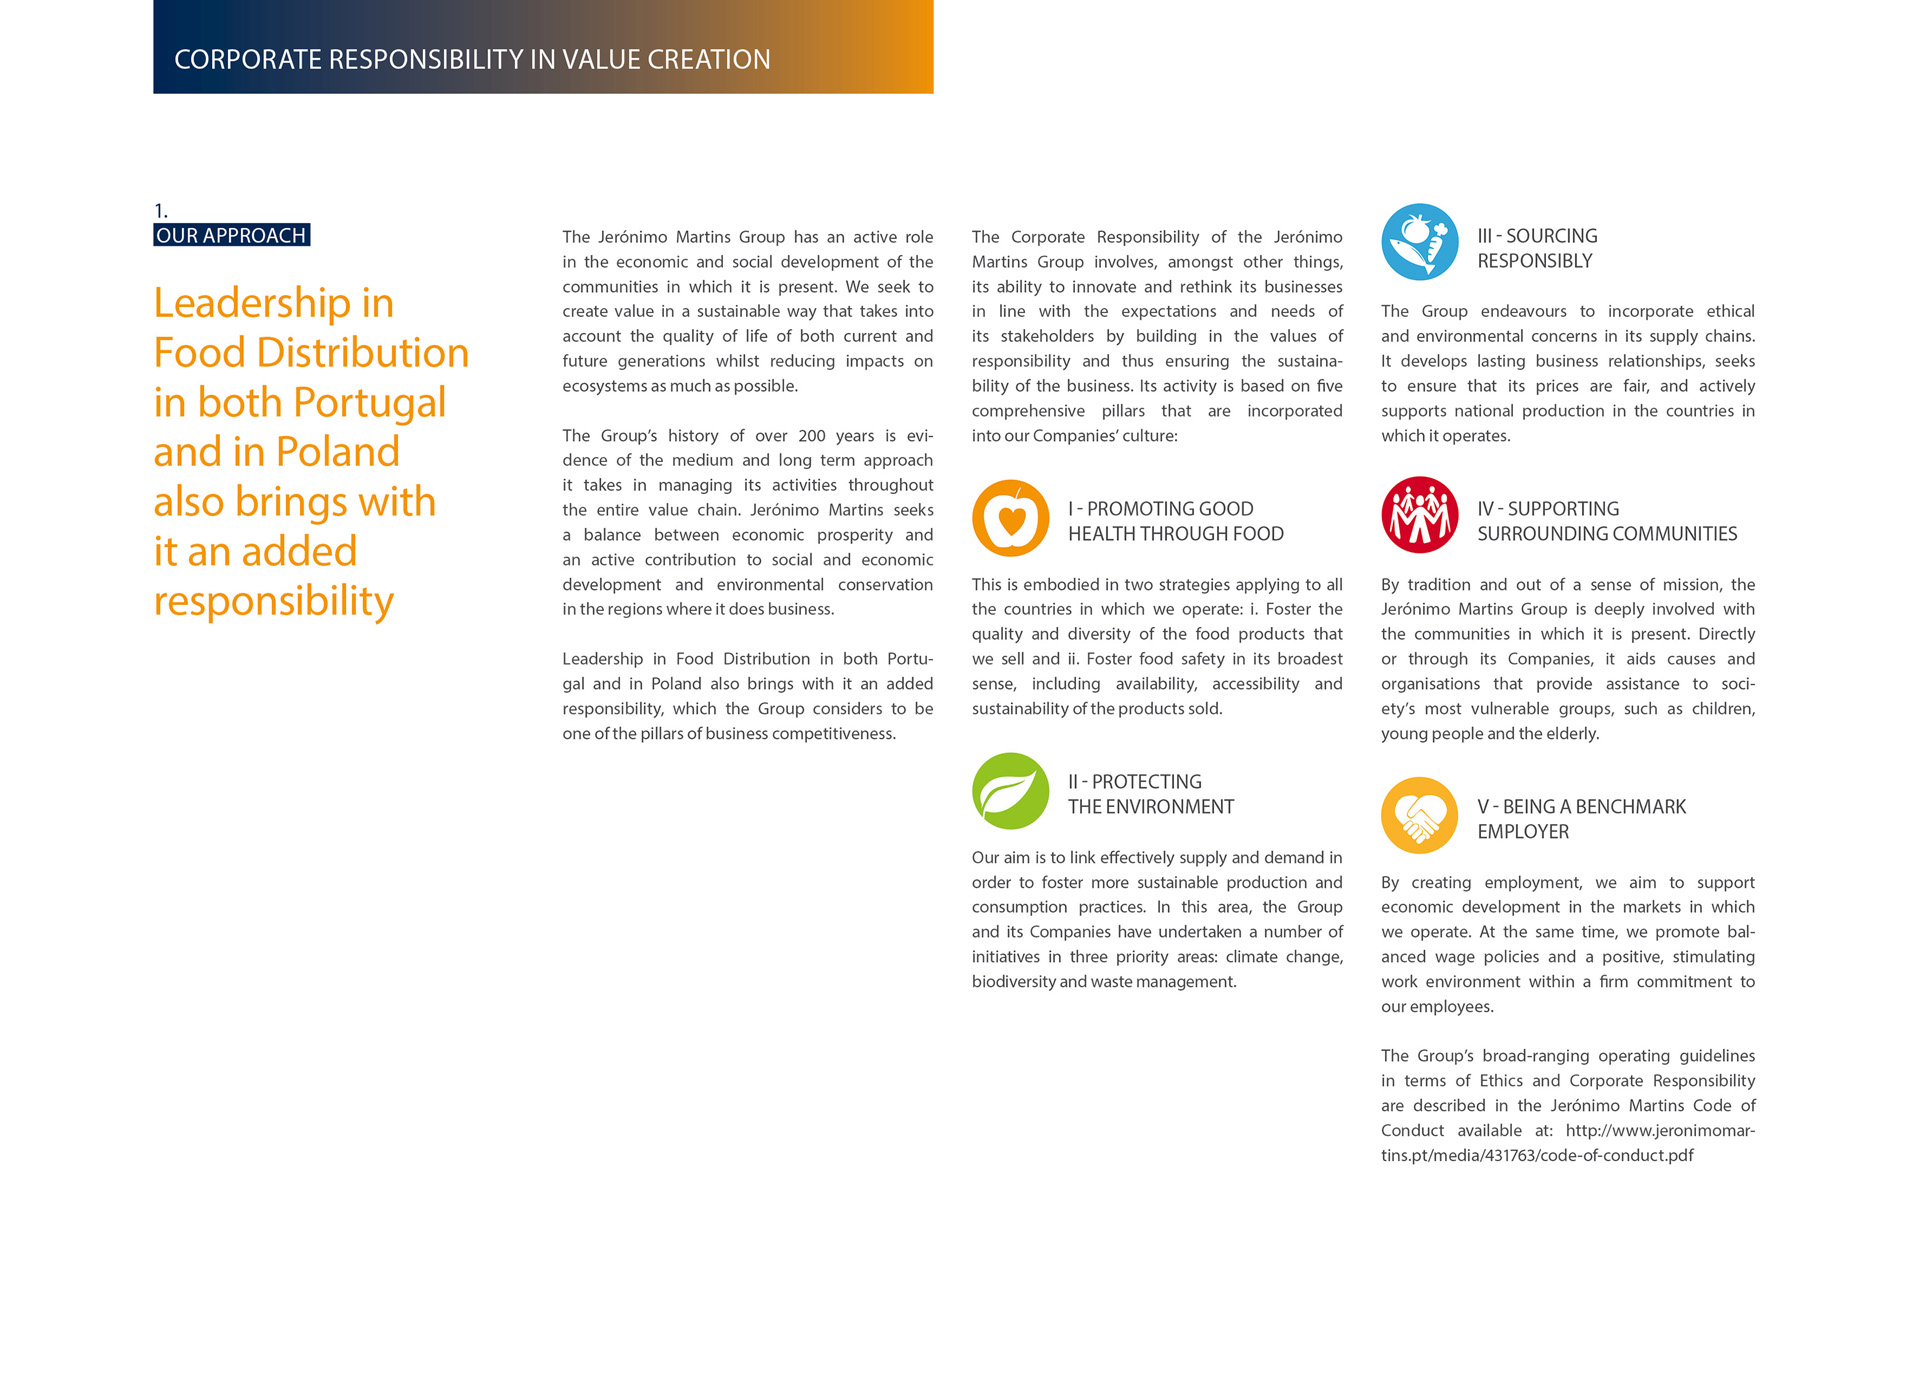 CORPORATE RESPONSIBILITY IN VALUE CREATION
1.
OUR APPROACH
Leadership in
Food Distribution
in both Portugal
and in Poland
also brings with
it an added
responsibility
The Jerónimo Martins Group has an active role
in the economic and social development of the
communities in which it is present. We seek to
create value in a sustainable way that takes into
account the quality of life of both current and
future generations whilst reducing impacts on
ecosystems as much as possible.
The Group’s history of over 200 years is evi-
dence of the medium and long term approach
it takes in managing its activities throughout
the entire value chain. Jerónimo Martins seeks
a balance between economic prosperity and
an active contribution to social and economic
development and environmental conservation
in the regions where it does business.
Leadership in Food Distribution in both Portu-
gal and in Poland also brings with it an added
responsibility, which the Group considers to be
one of the pillars of business competitiveness.
The Corporate Responsibility of the Jerónimo
Martins Group involves, amongst other things,
its ability to innovate and rethink its businesses
in line with the expectations and needs of
its stakeholders by building in the values of
responsibility and thus ensuring the sustaina-
bility of the business. Its activity is based on five
comprehensive pillars that are incorporated
into our Companies’ culture:
I - PROMOTING GOOD
HEALTH THROUGH FOOD
This is embodied in two strategies applying to all
the countries in which we operate: i. Foster the
quality and diversity of the food products that
we sell and ii. Foster food safety in its broadest
sense, including availability, accessibility and
sustainability of the products sold.
II - PROTECTING
THE ENVIRONMENT
Our aim is to link effectively supply and demand in
order to foster more sustainable production and
consumption practices. In this area, the Group
and its Companies have undertaken a number of
initiatives in three priority areas: climate change,
biodiversity and waste management.
III - SOURCING
RESPONSIBLY
The Group endeavours to incorporate ethical
and environmental concerns in its supply chains.
It develops lasting business relationships, seeks
to ensure that its prices are fair, and actively
supports national production in the countries in
which it operates.
IV - SUPPORTING
SURROUNDING COMMUNITIES
By tradition and out of a sense of mission, the
Jerónimo Martins Group is deeply involved with
the communities in which it is present. Directly
or through its Companies, it aids causes and
organisations that provide assistance to soci-
ety’s most vulnerable groups, such as children,
young people and the elderly.
V - BEING A BENCHMARK
EMPLOYER
By creating employment, we aim to support
economic development in the markets in which
we operate. At the same time, we promote bal-
anced wage policies and a positive, stimulating
work environment within a firm commitment to
our employees.
The Group’s broad-ranging operating guidelines
in terms of Ethics and Corporate Responsibility
are described in the Jerónimo Martins Code of
Conduct available at: http://www.jeronimomar-
tins.pt/media/431763/code-of-conduct.pdf